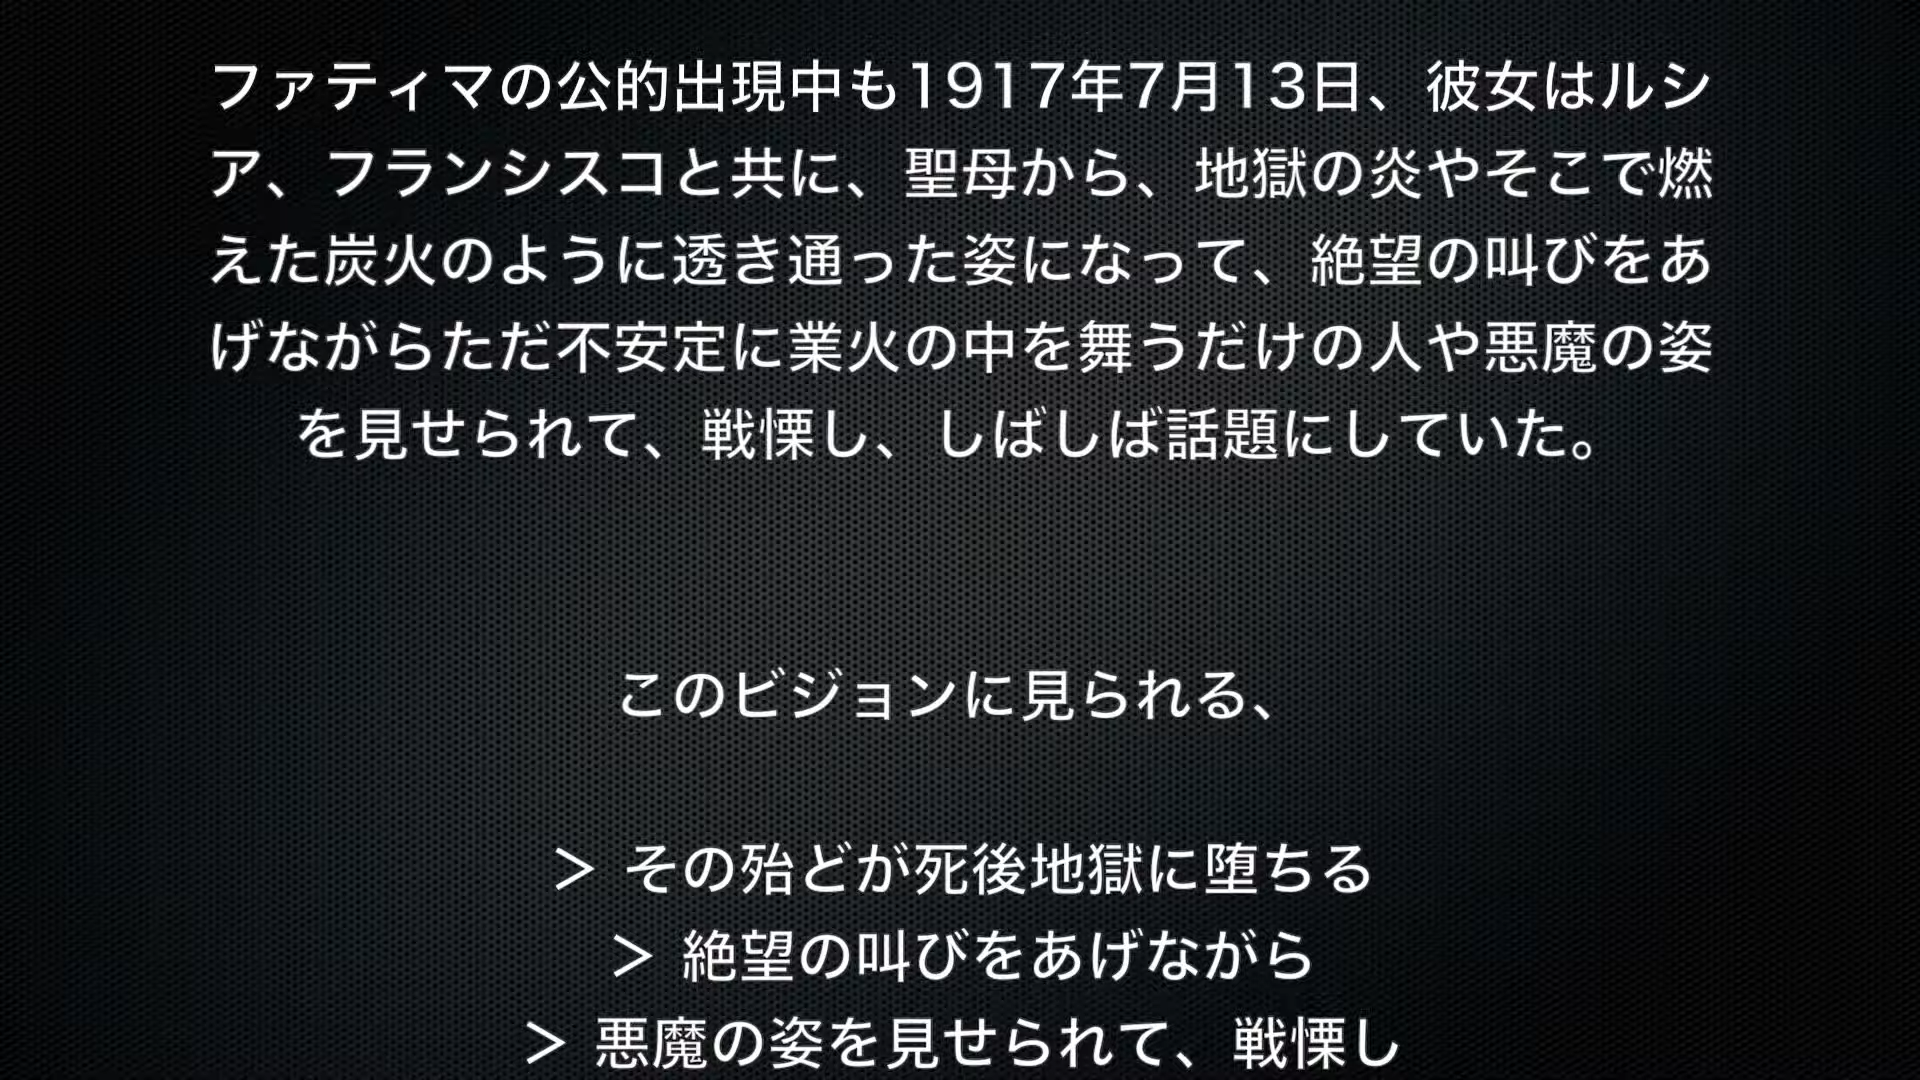 ファティマの公的出現中も1917年7月13日、彼女はルシ
ア、フランシスコと共に、聖母から、地獄の炎やそこで燃
えた炭火のように透き通った姿になって、絶望の叫びをあ
げながらただ不安定に業火の中を舞うだけの人や悪魔の姿
を見せられて、戦慄し、しばしば話題にしていた。
このビジョンに見られる、
＞ その殆どが死後地獄に堕ちる
＞ 絶望の叫びをあげながら
＞ 悪魔の姿を見せられて、戦慄し